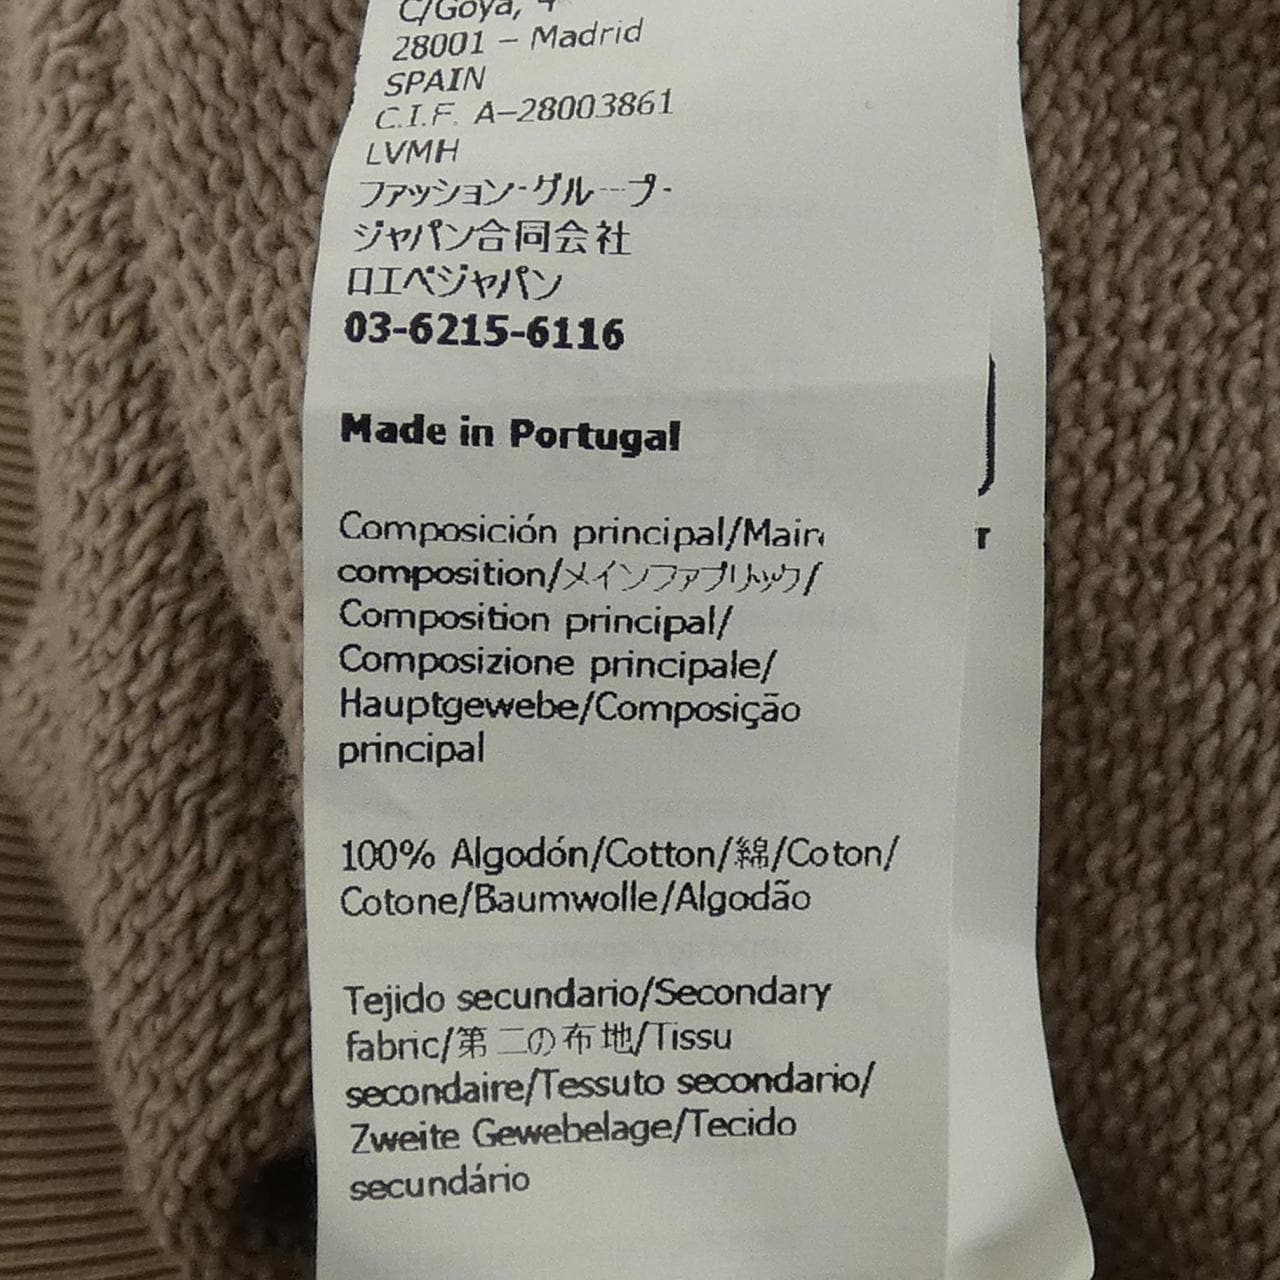 C/Goya, 4
28001 – Madrid
SPAIN
C.I.F. A–28003861
LVMH
ファッション・グループ・
ジャパン合同会社
ロエベジャパン
03-6215-6116
Made in Portugal
Composición principal/Main
composition/メインファブリック/
Composition principal/
Composizione principale/
Hauptgewebe/Composição
principal
100% Algodón/Cotton/綿/Coton/
Cotone/Baumwolle/Algodão
Tejido secundario/Secondary
fabric/第二の布地/Tissu
secondaire/Tessuto secondario/
Zweite Gewebelage/Tecido
secundário